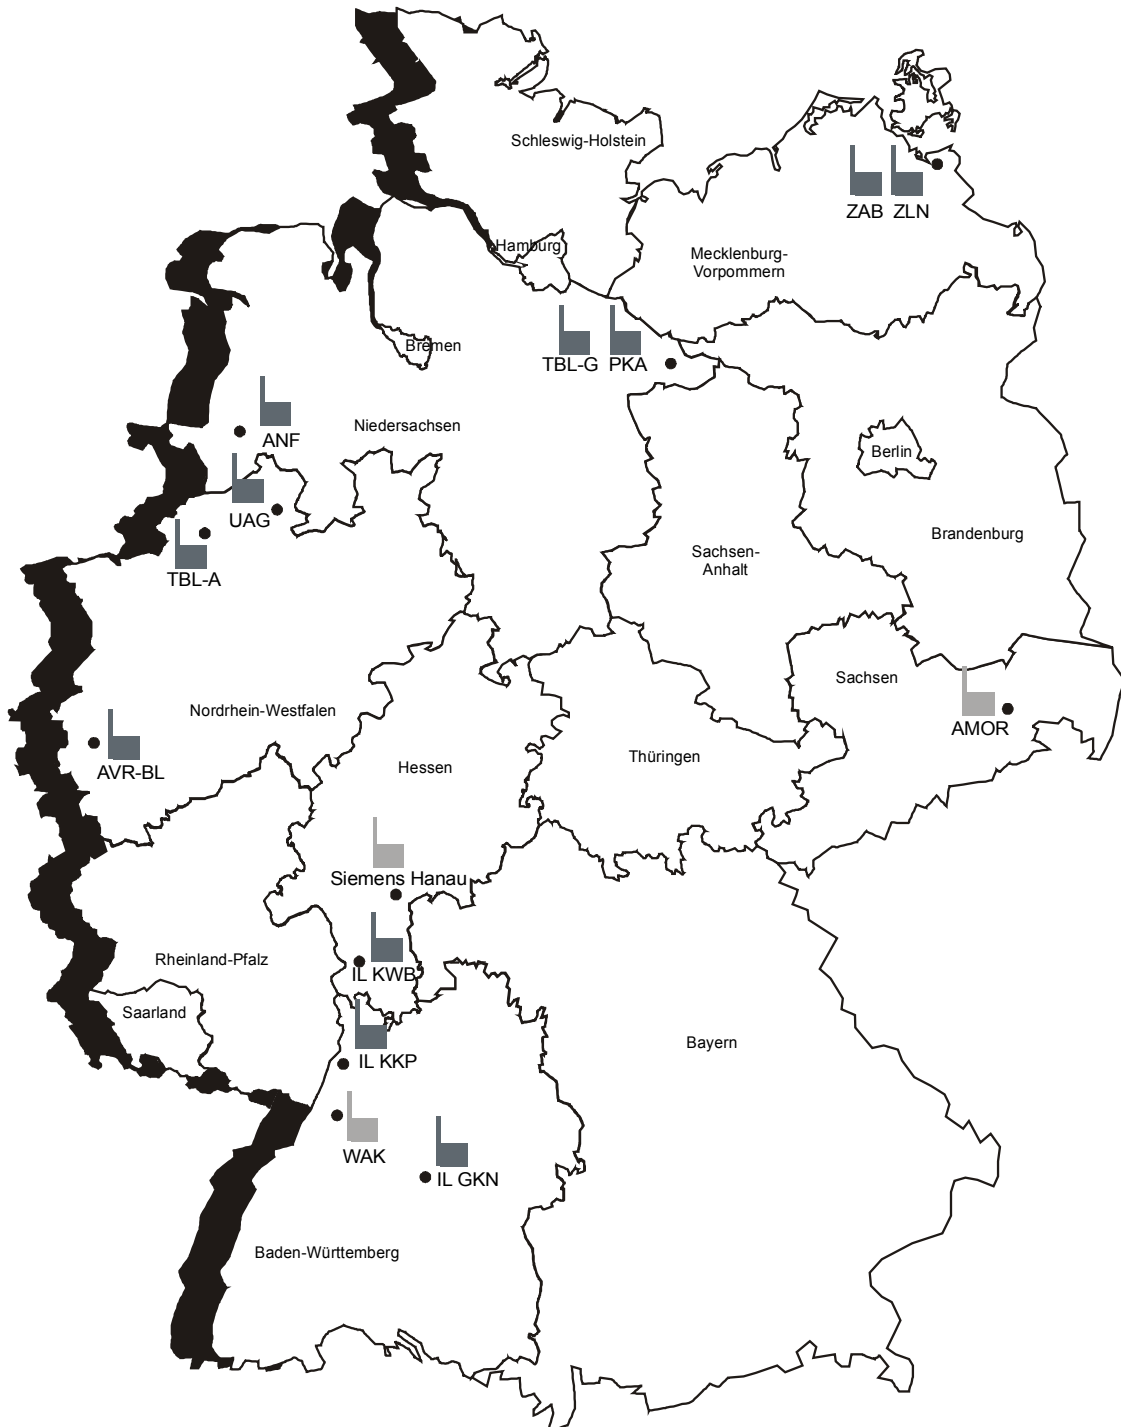 Schleswig-Holstein
ZAB ZLN
Hamburg
Mecklenburg-
Vorpommern
Bremen
TBL-G PKA
Niedersachsen
ANF
Berlin
UAG
Brandenburg
Sachsen-
Anhalt
TBL-A
Sachsen
Nordrhein-Westfalen
AMOR
Thüringen
Hessen
AVR-BL
Siemens Hanau
Rheinland-Pfalz
IL KWB
Saarland
Bayern
IL KKP
WAK
IL GKN
Baden-Württemberg